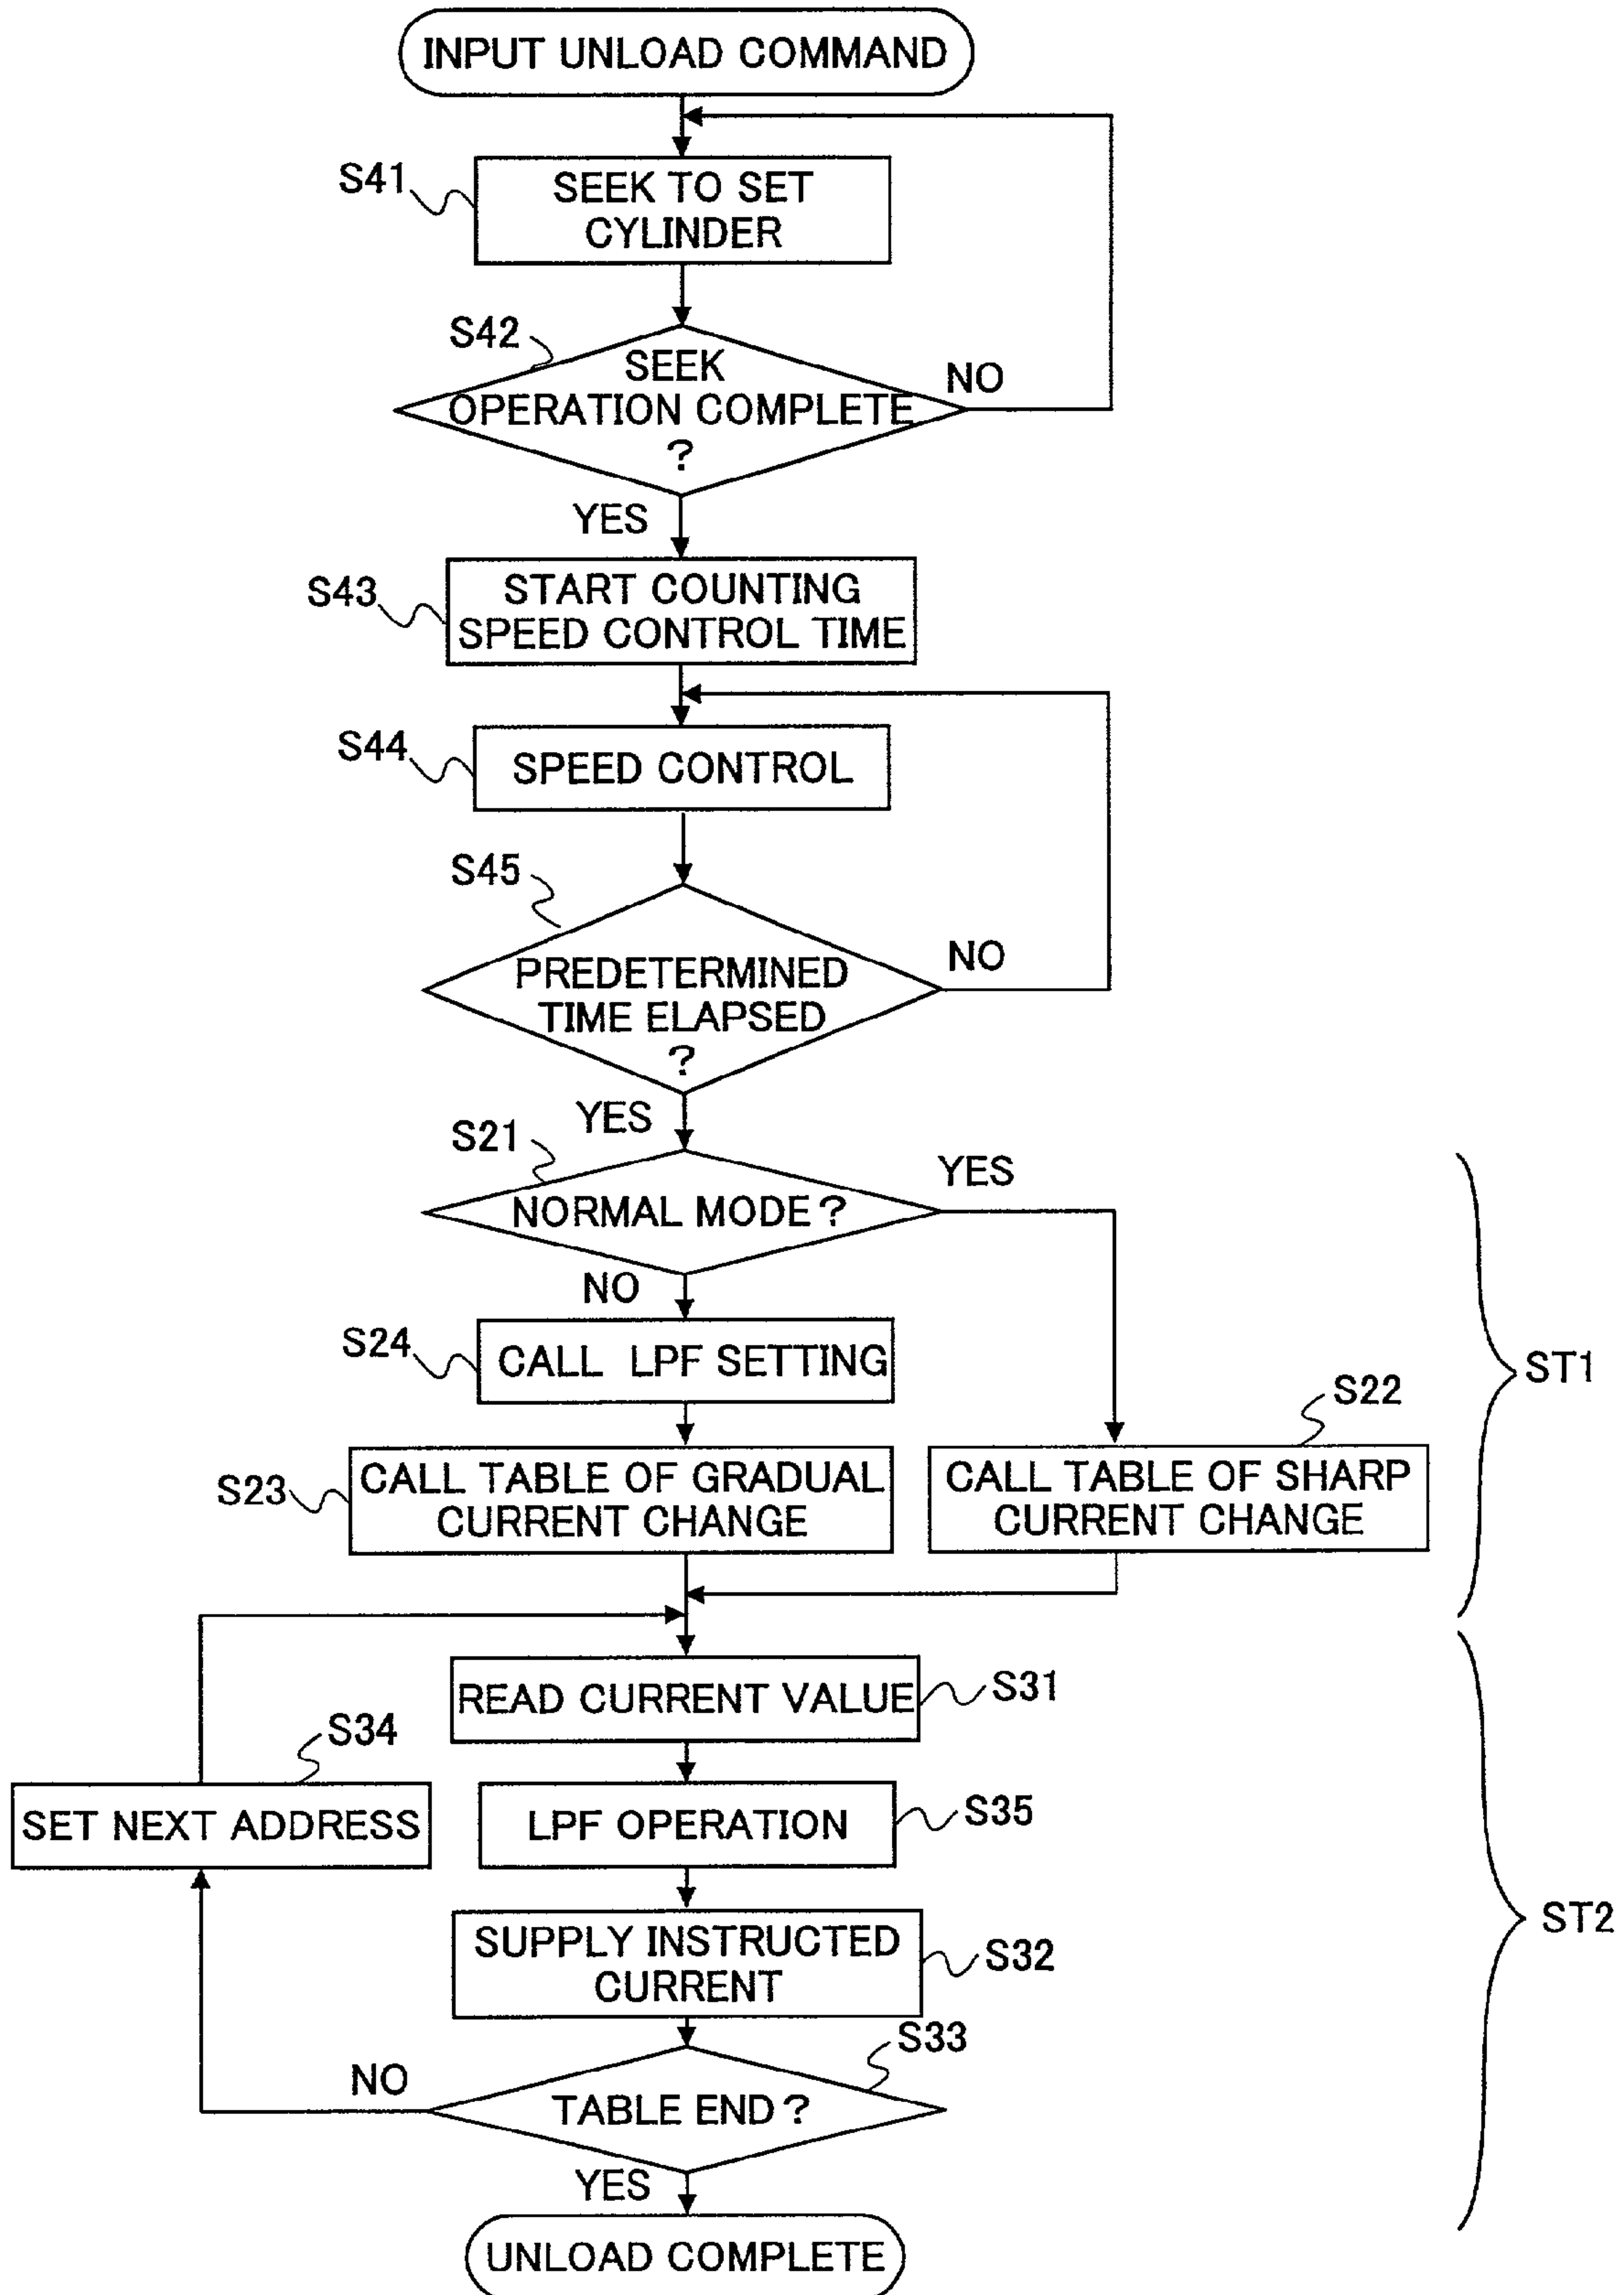 INPUT UNLOAD COMMAND
S41
SEEK TO SET
CYLINDER
S42
SEEK
OPERATION COMPLETE
?
NO
YES
S43
START COUNTING
SPEED CONTROL TIME
S44
SPEED CONTROL
S45
PREDETERMINED
TIME ELAPSED
?
NO
YES
S21
NORMAL MODE?
YES
NO
S24
CALL LPF SETTING
ST1
S22
S23
CALL TABLE OF GRADUAL
CURRENT CHANGE
CALL TABLE OF SHARP
CURRENT CHANGE
READ CURRENT VALUE
S31
S34
SET NEXT ADDRESS
LPF OPERATION
S35
ST2
SUPPLY INSTRUCTED
CURRENT
S32
S33
NO
TABLE END?
YES
UNLOAD COMPLETE